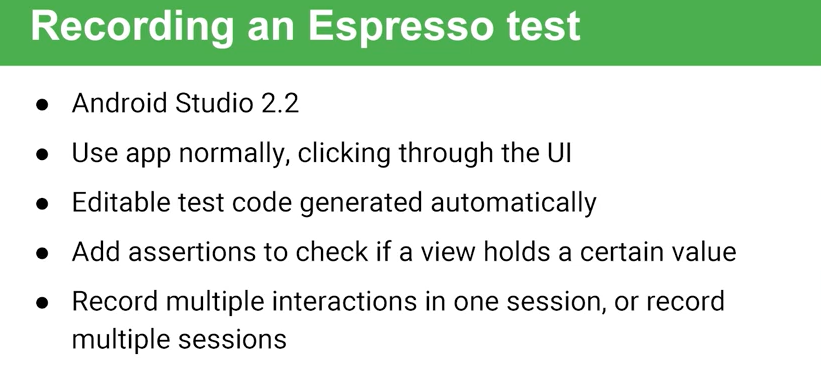 Recording an Espresso test
● Android Studio 2.2
● Use app normally, clicking through the UI
● Editable test code generated automatically
● Add assertions to check if a view holds a certain value
● Record multiple interactions in one session, or record
multiple sessions